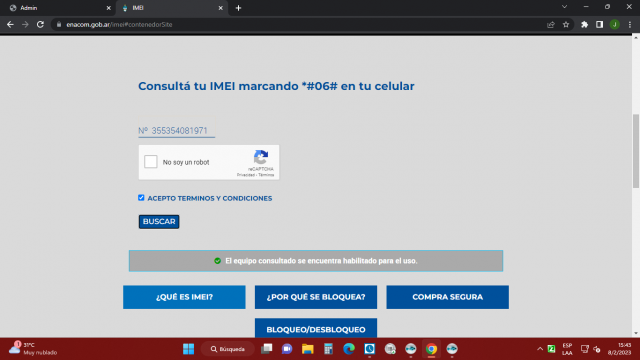 Admin
IMEI
enacom.gob.ar/imei#contenedorSite
J
Consultá tu IMEI marcando *#06# en tu celular
Nº 355354081971
No soy un robot
reCAPTCHA
Privacidad - Términos
ACEPTO TERMINOS Y CONDICIONES
BUSCAR
El equipo consultado se encuentra habilitado para el uso.
¿QUÉ ES IMEI?
¿POR QUÉ SE BLOQUEA?
COMPRA SEGURA
BLOQUEO/DESBLOQUEO
1
31°C
Muy nublado
Búsqueda
ESP
LAA
15:43
8/2/2023